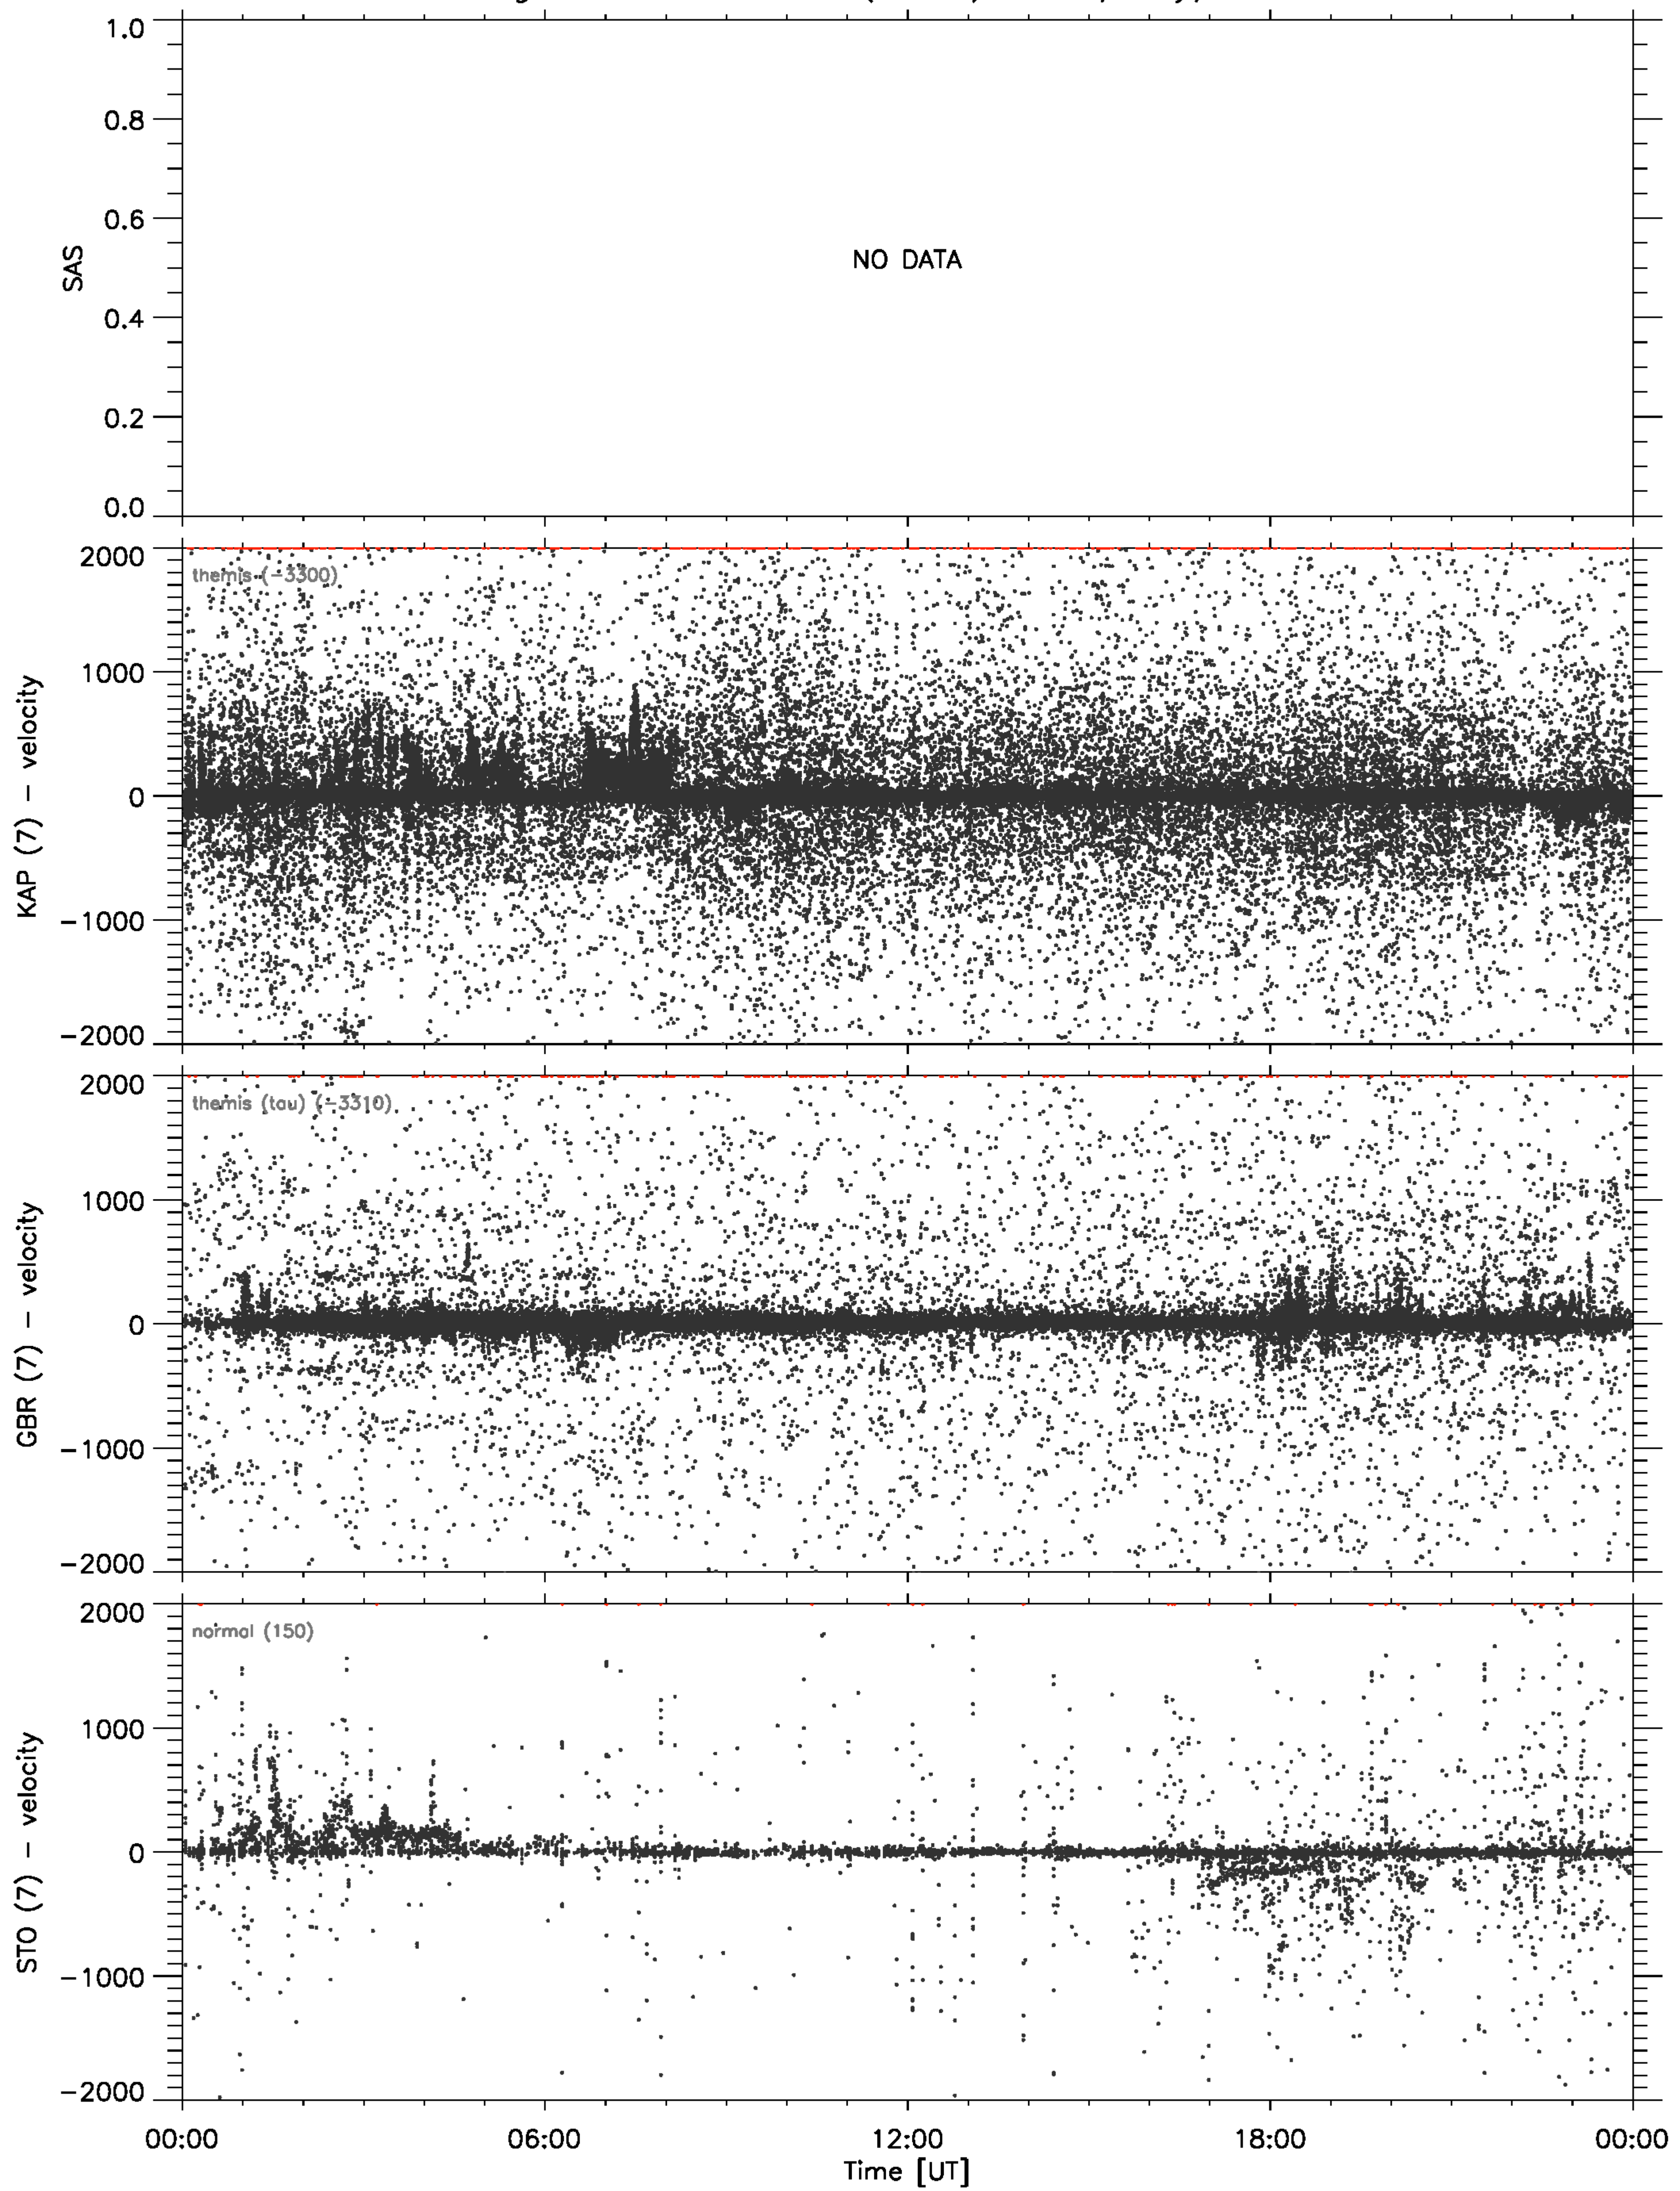 1.0
0.8
0.6
0.4
0.2
0.0
SAS
NO DATA
2000
1000
0
−1000
−2000
KAP (7) − velocity
themis (−3300)
2000
1000
0
−1000
−2000
GBR (7) − velocity
themis (tau) (−3310)
2000
1000
0
−1000
−2000
STO (7) − velocity
normal (150)
00:00 06:00 12:00 18:00 00:00
Time [UT]